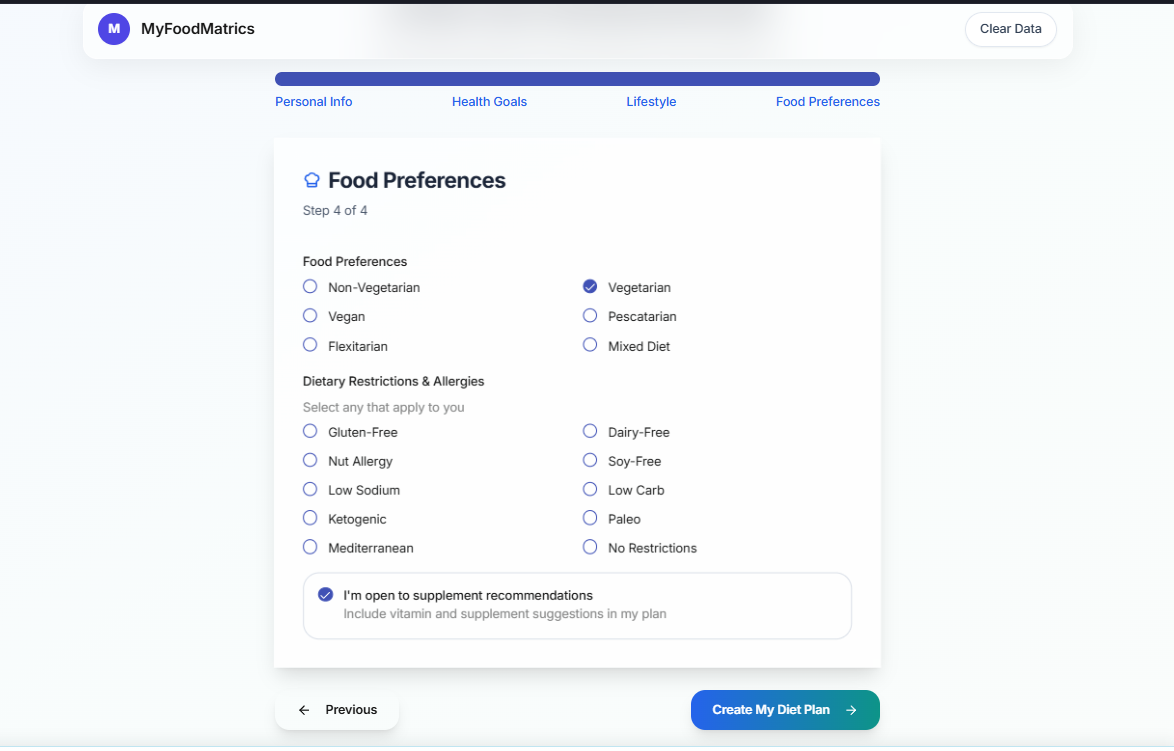 M MyFoodMatrics Clear Data
Personal Info Health Goals Lifestyle Food Preferences
Food Preferences
Step 4 of 4
Food Preferences
Non-Vegetarian Vegetarian
Vegan Pescatarian
Flexitarian Mixed Diet
Dietary Restrictions & Allergies
Select any that apply to you
Gluten-Free Dairy-Free
Nut Allergy Soy-Free
Low Sodium Low Carb
Ketogenic Paleo
Mediterranean No Restrictions
I'm open to supplement recommendations
Include vitamin and supplement suggestions in my plan
Previous Create My Diet Plan